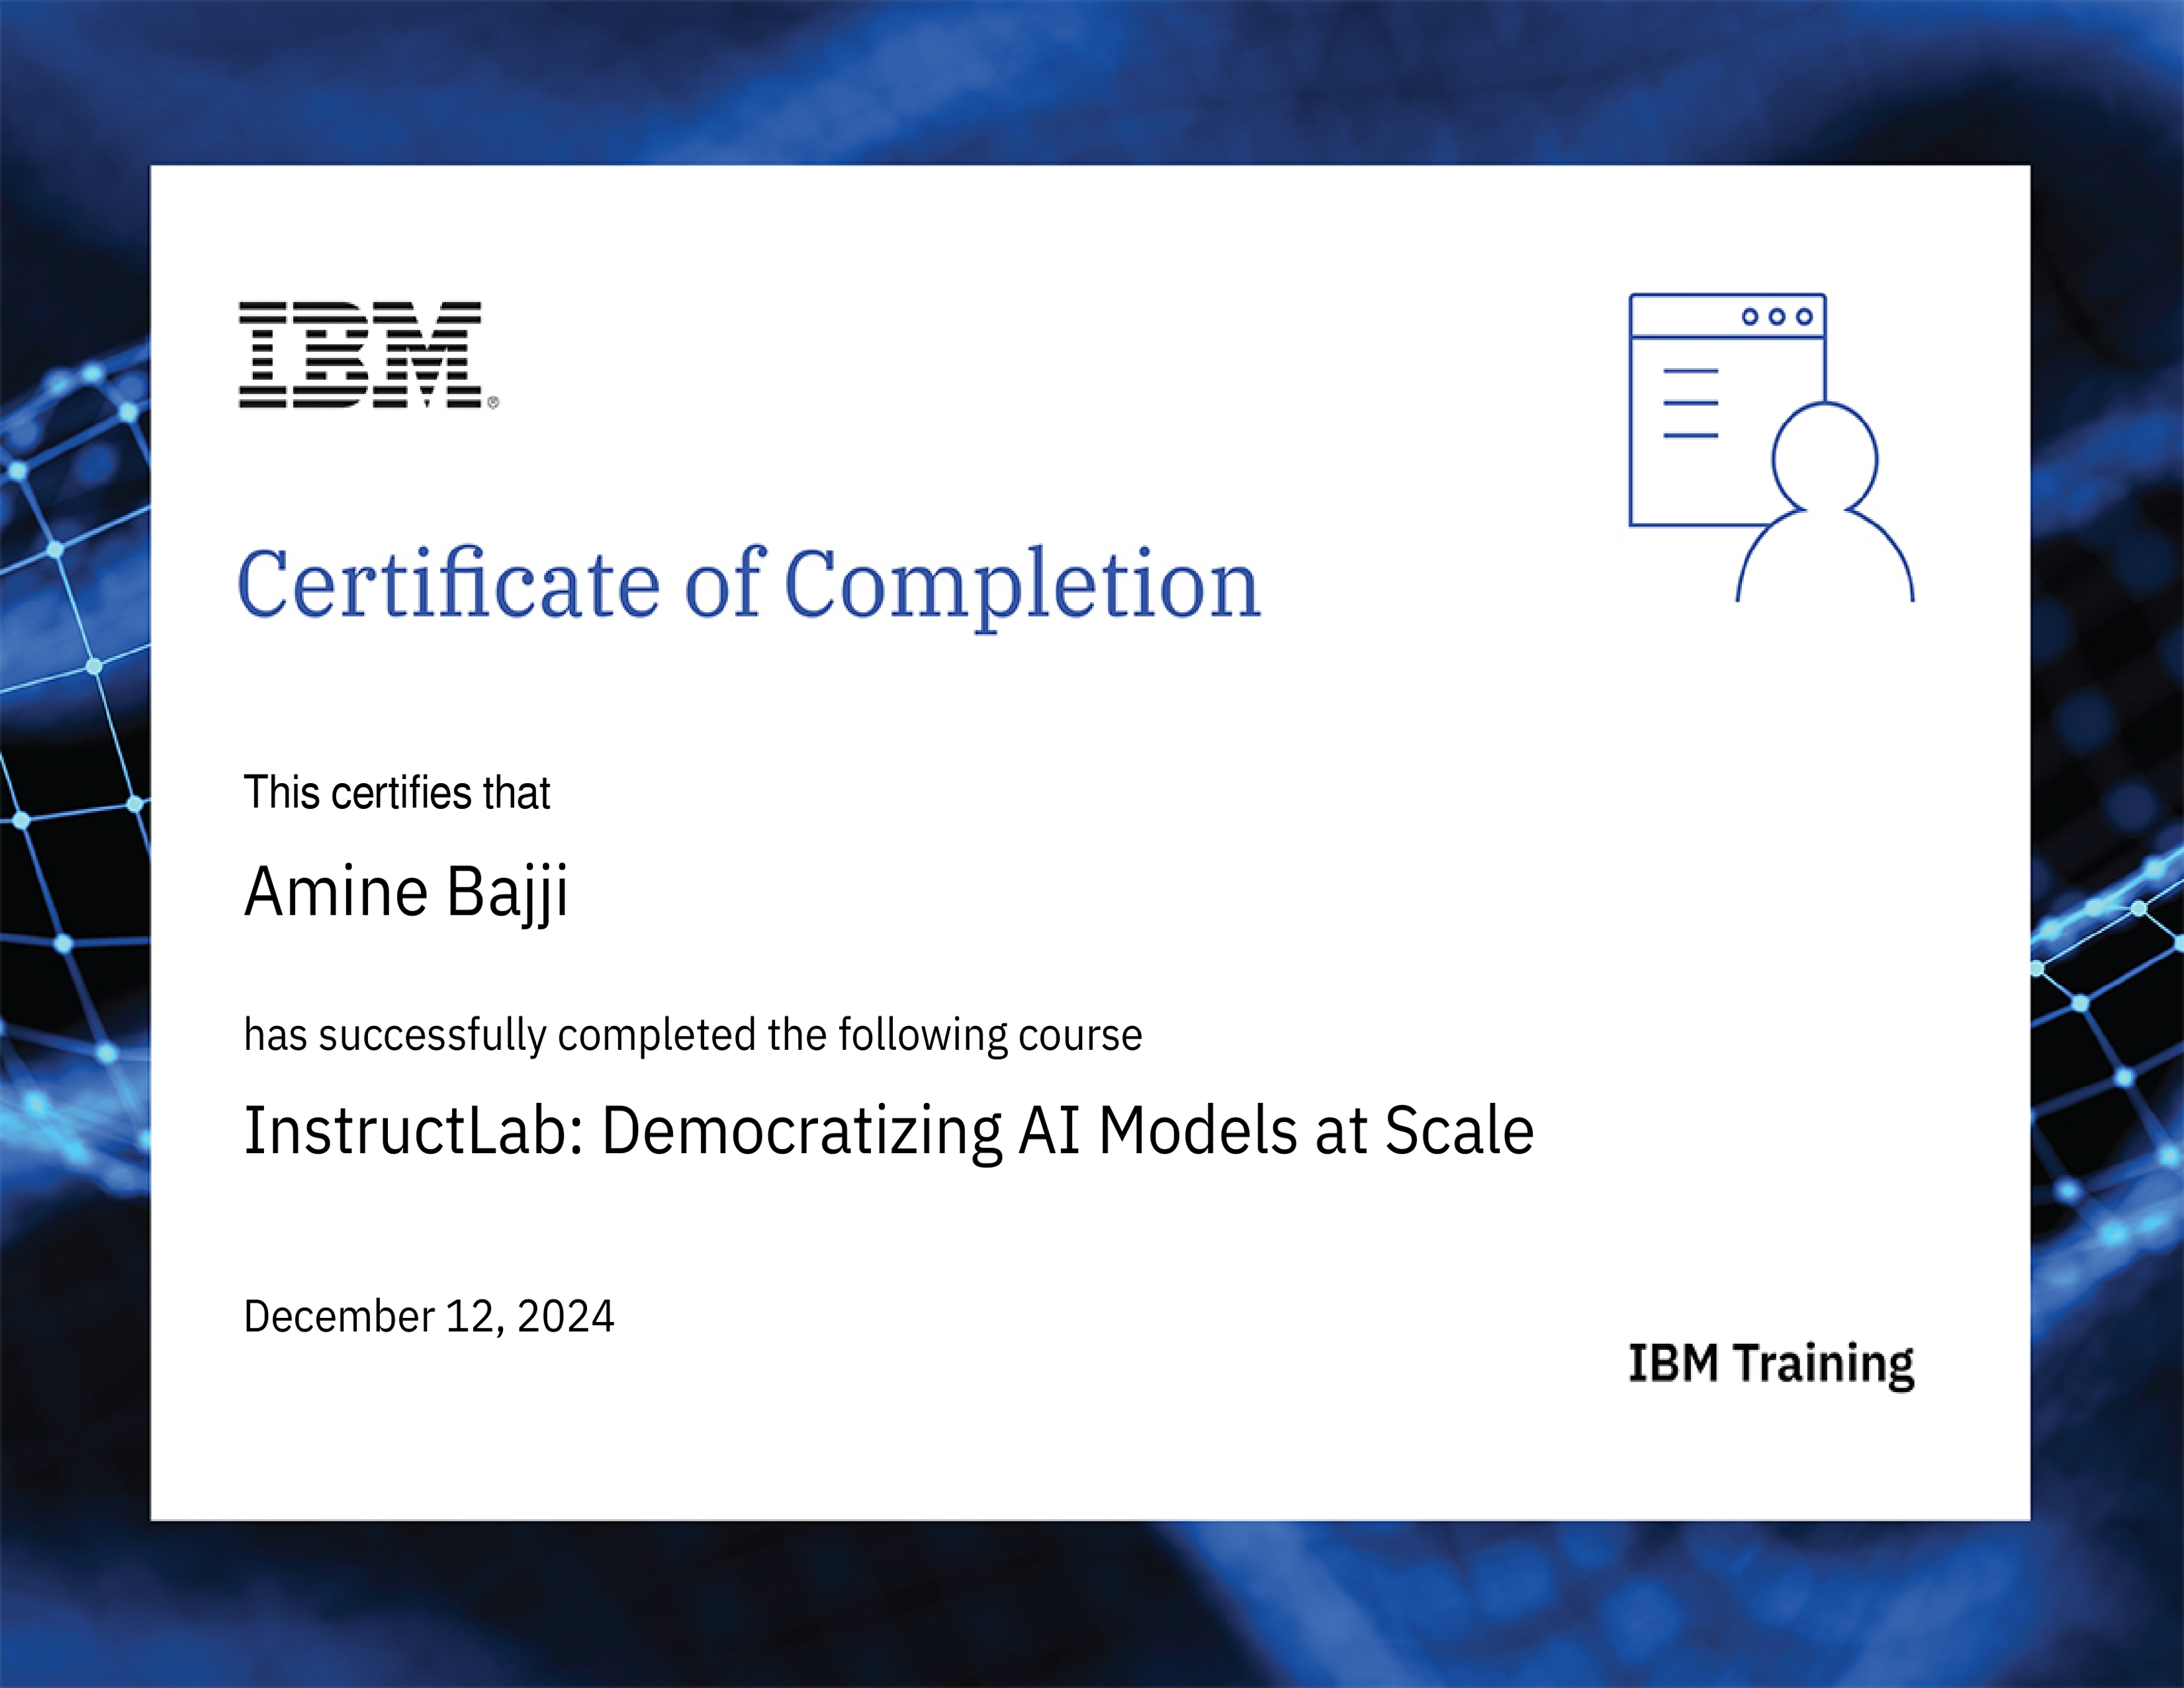 IBM®
Certificate of Completion
This certifies that
Amine Bajji
has successfully completed the following course
InstructLab: Democratizing AI Models at Scale
December 12, 2024
IBM Training